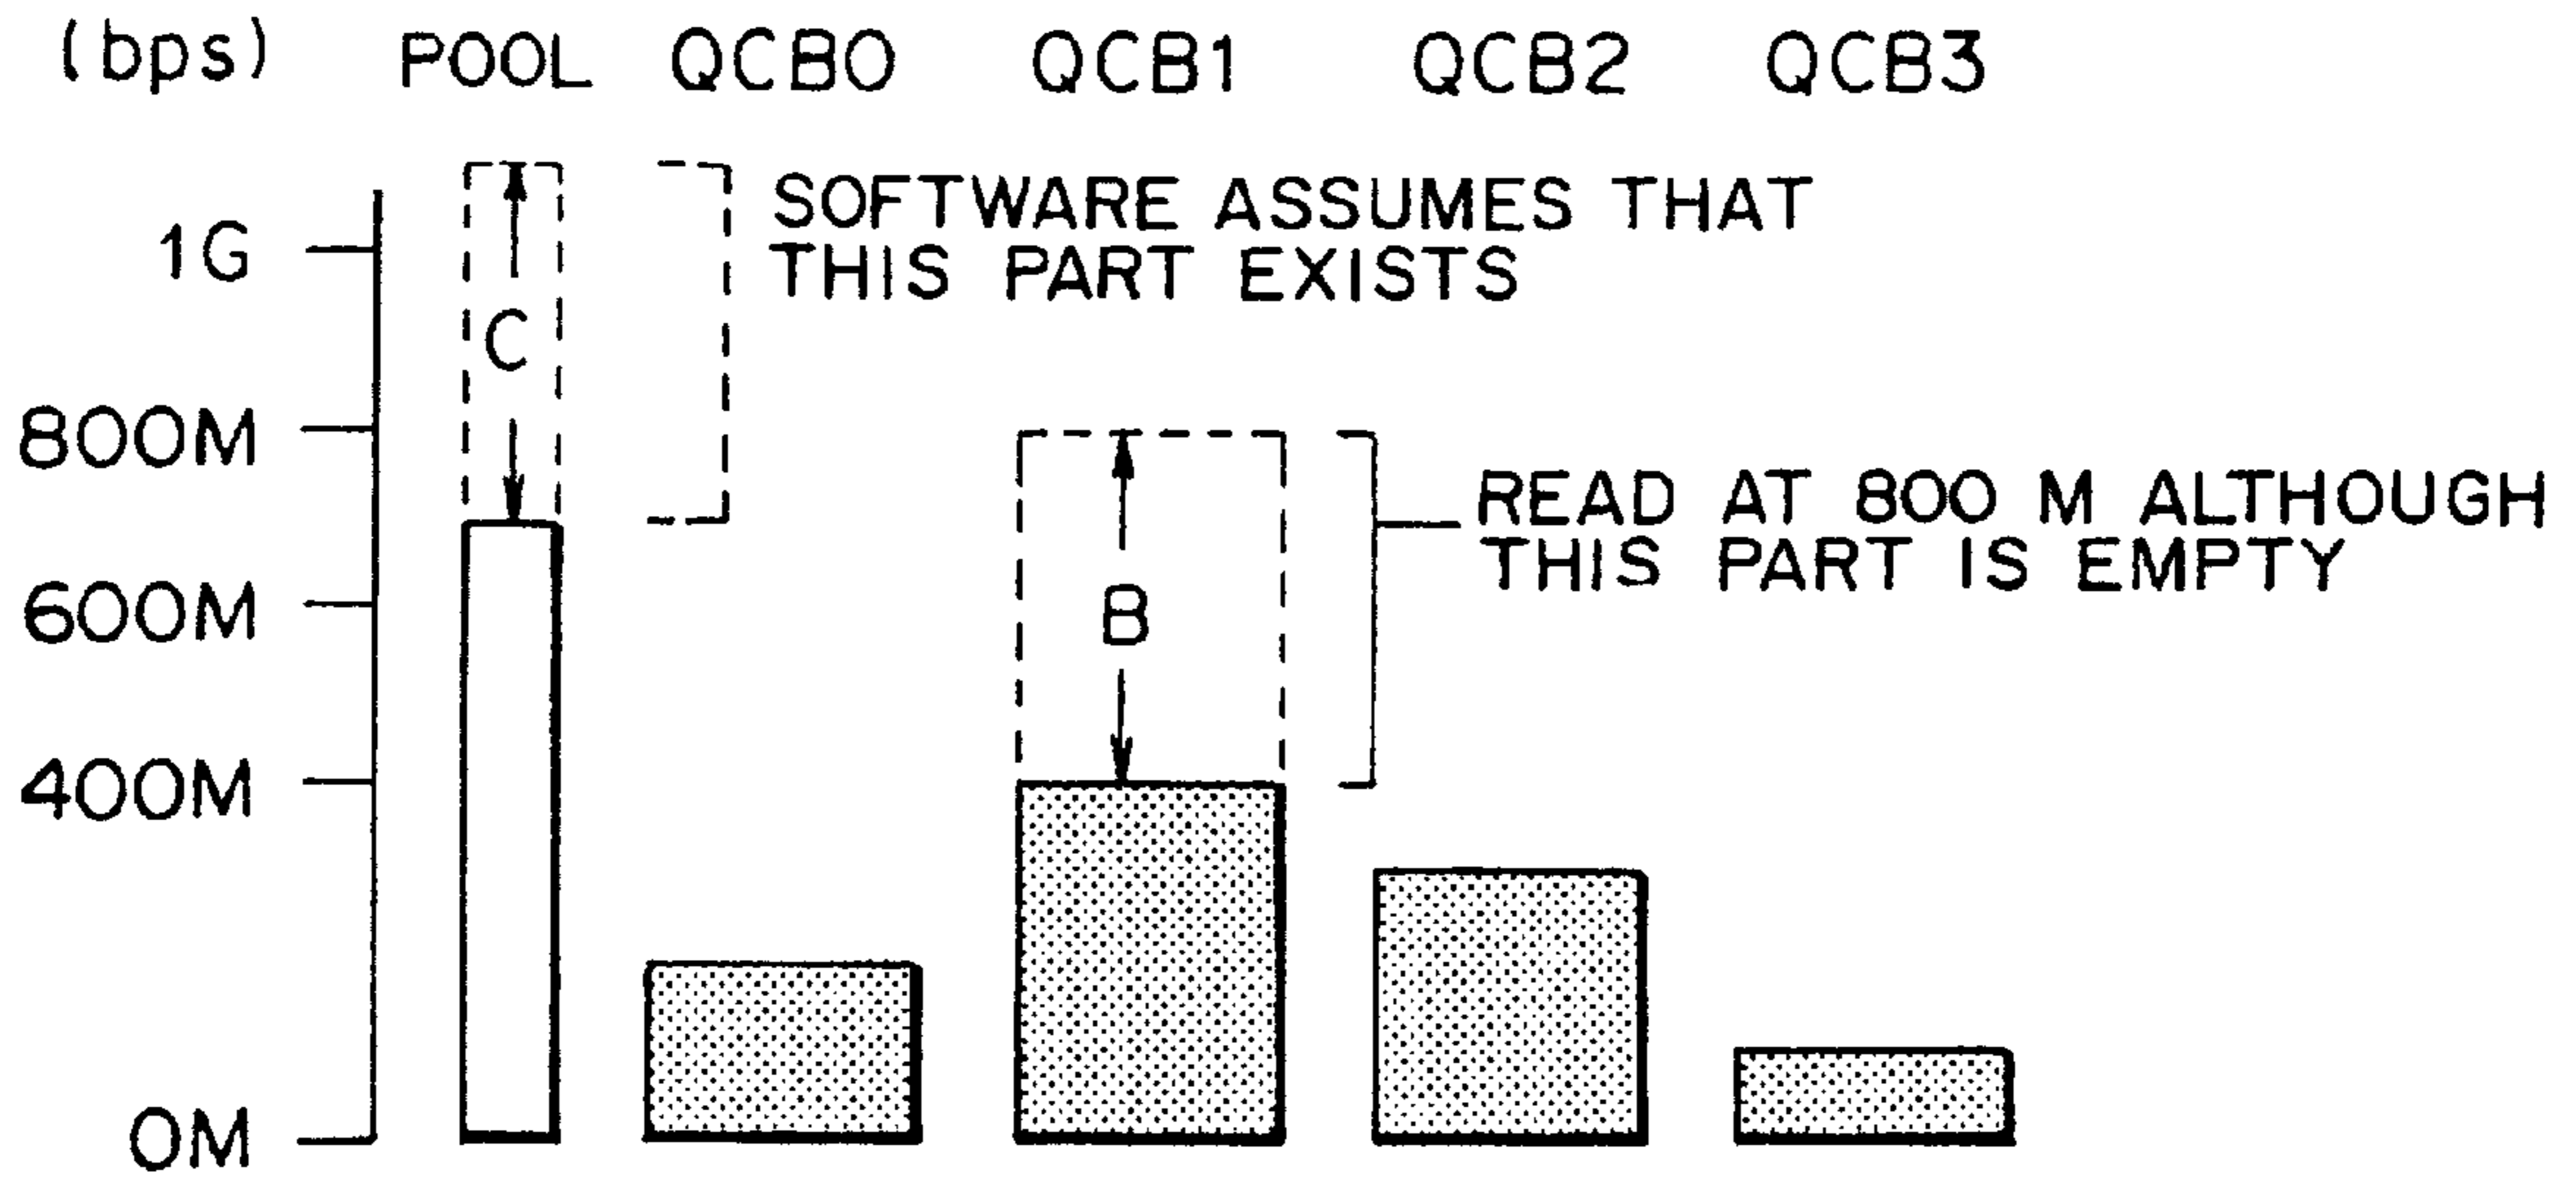 (bps) POOL QCB0 QCB1 QCB2 QCB3
SOFTWARE ASSUMES THAT
THIS PART EXISTS
1G
C
800M
READ AT 800 M ALTHOUGH
THIS PART IS EMPTY
600M
B
400M
0M